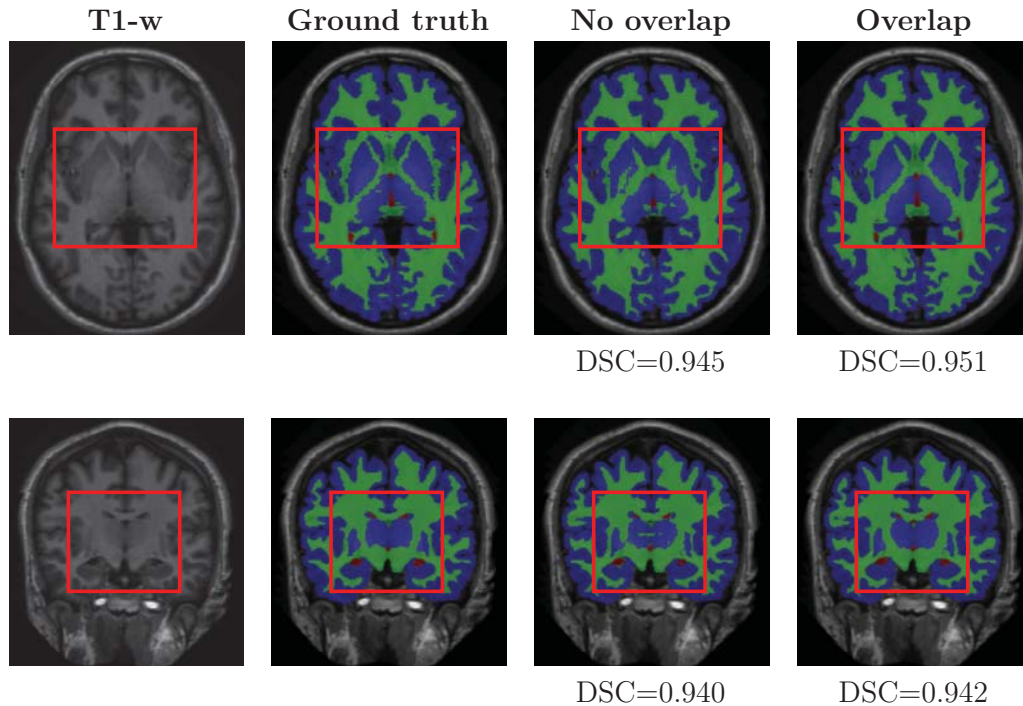 T1-w Ground truth No overlap Overlap
DSC=0.945 DSC=0.951
DSC=0.940 DSC=0.942